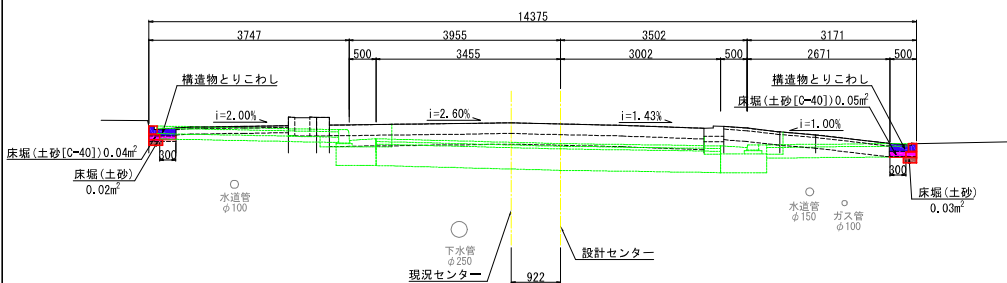 14375
3747 3955 3502 3171
500 3455 3002 500 2671 500
構造物とりこわし
構造物とりこわし
床堀(土砂[C-40])0.05m²
i=2.00%
i=2.60%
i=1.43%
i=1.00%
床堀(土砂[C-40])0.04m²
300
300
床堀(土砂)
0.02m²
床堀(土砂)
0.03m²
水道管
φ100
水道管
φ150
ガス管
φ100
下水管
φ250
設計センター
現況センター
922